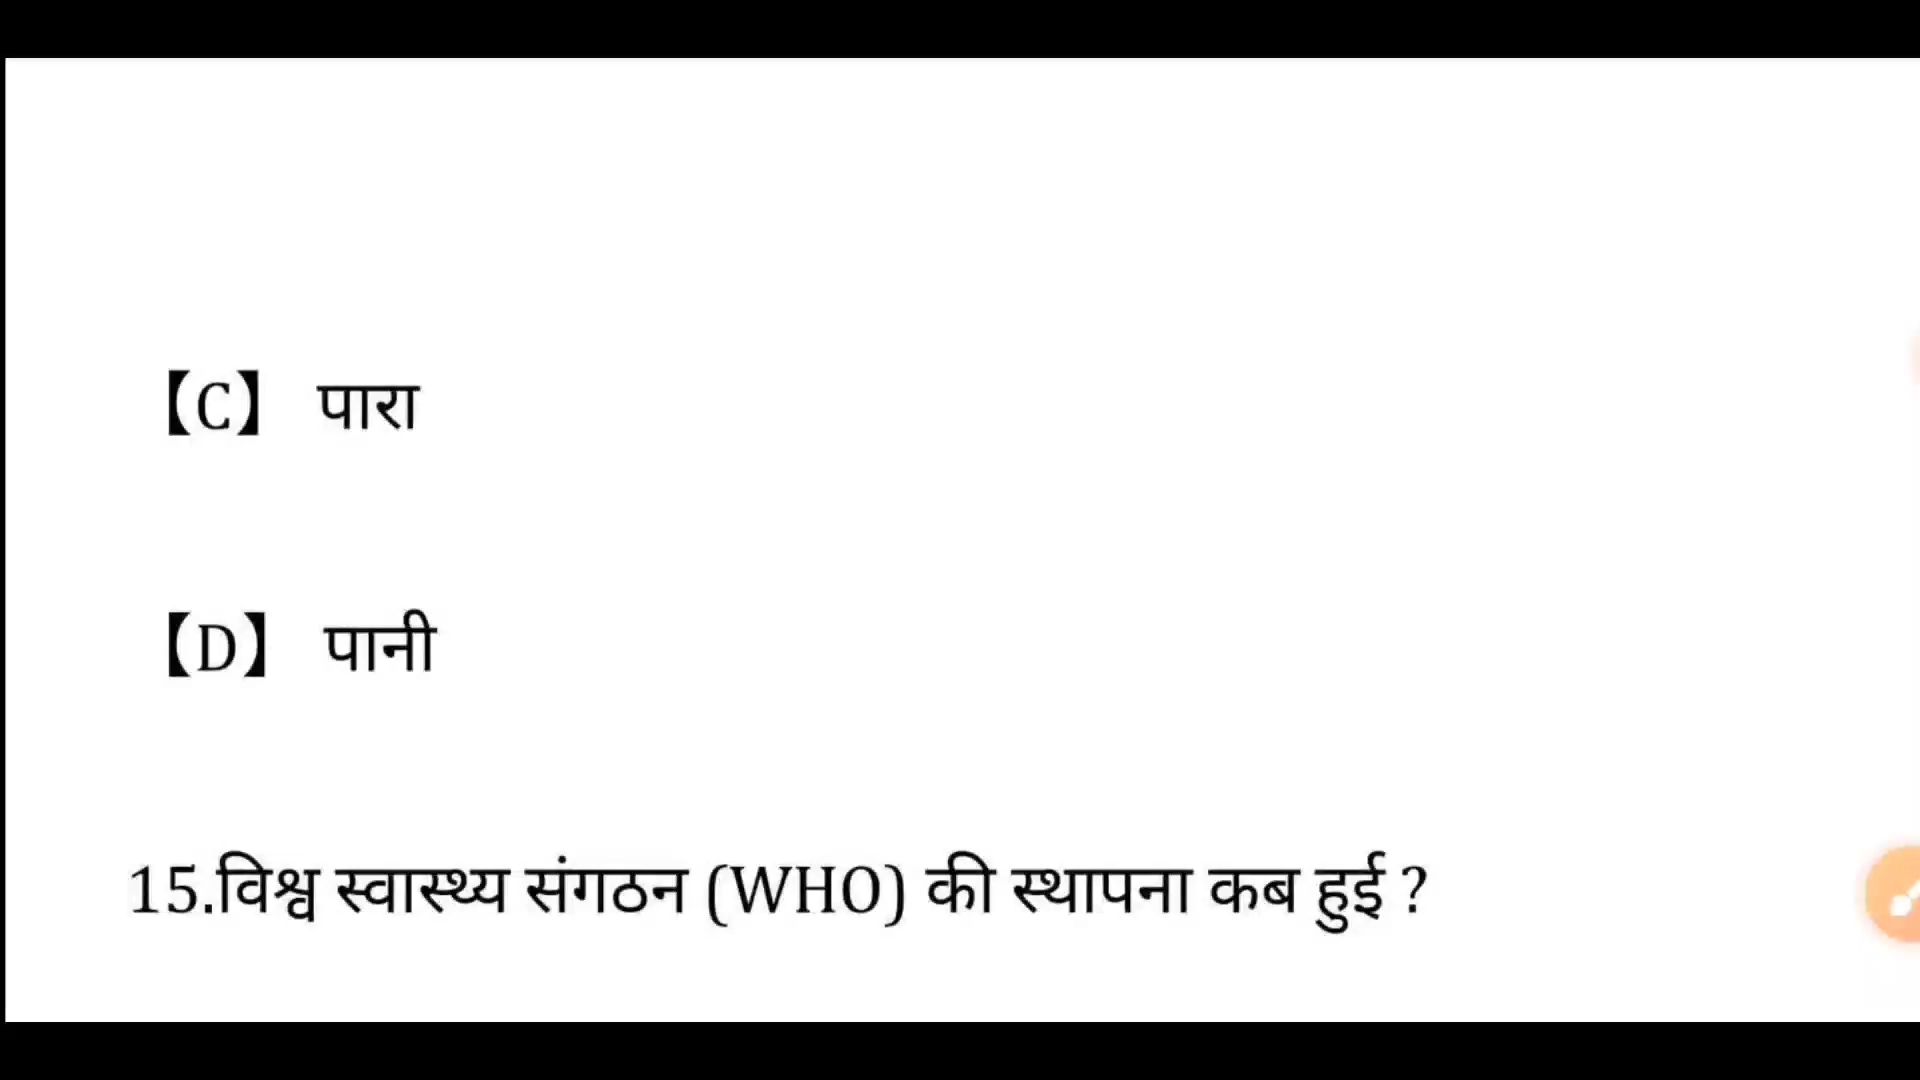 【C】 पारा
【D】 पानी
15.विश्व स्वास्थ्य संगठन (WHO) की स्थापना कब हुई ?